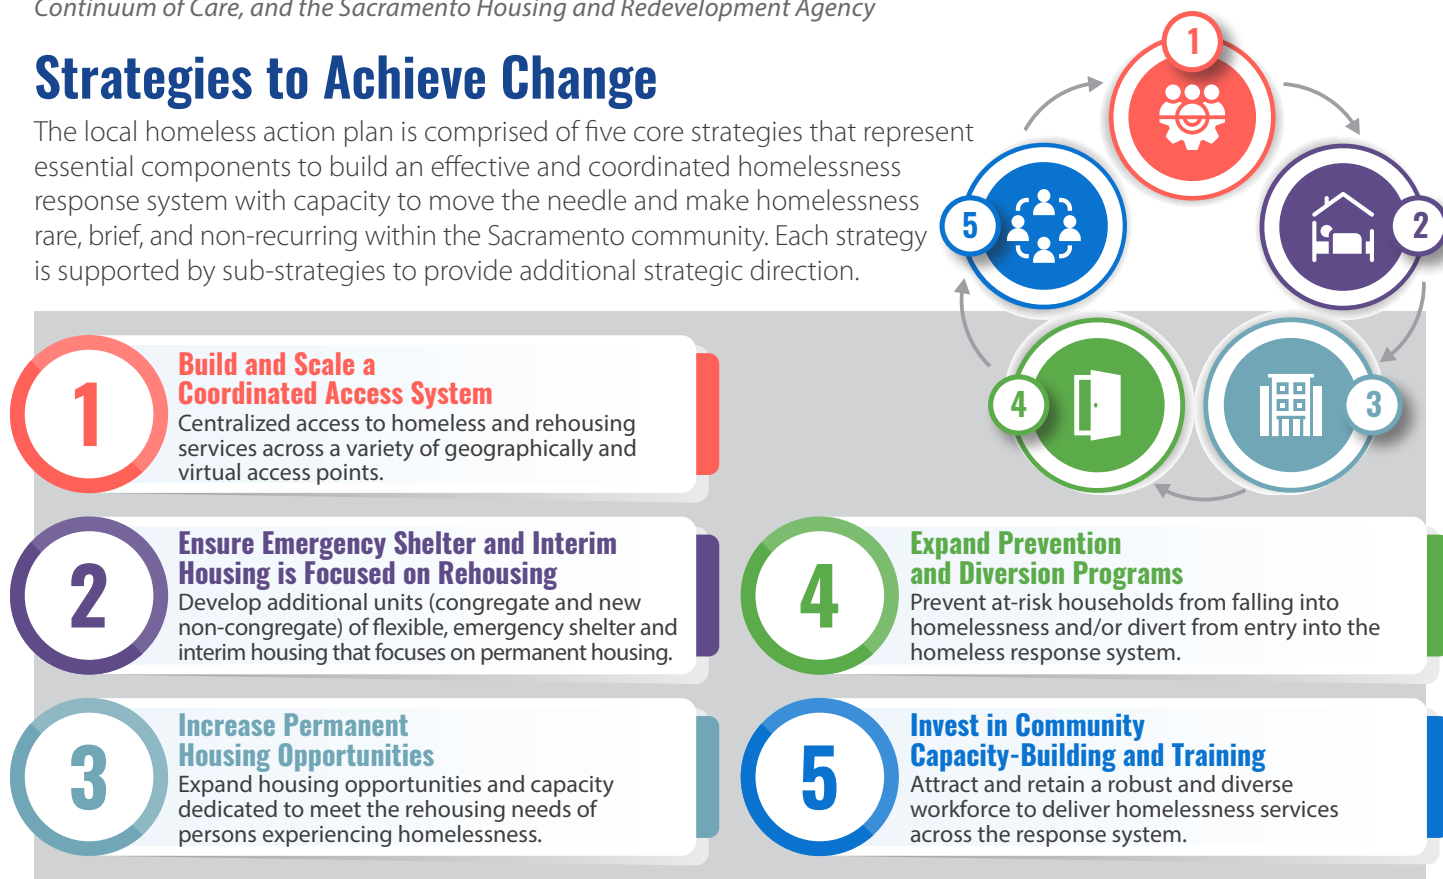 Continuum of Care, and the Sacramento Housing and Redevelopment Agency
Strategies to Achieve Change
The local homeless action plan is comprised of five core strategies that represent
essential components to build an effective and coordinated homelessness
response system with capacity to move the needle and make homelessness
rare, brief, and non-recurring within the Sacramento community. Each strategy
is supported by sub-strategies to provide additional strategic direction.
1
2
3
4
5
1
Build and Scale a
Coordinated Access System
Centralized access to homeless and rehousing
services across a variety of geographically and
virtual access points.
2
Ensure Emergency Shelter and Interim
Housing is Focused on Rehousing
Develop additional units (congregate and new
non-congregate) of flexible, emergency shelter and
interim housing that focuses on permanent housing.
3
Increase Permanent
Housing Opportunities
Expand housing opportunities and capacity
dedicated to meet the rehousing needs of
persons experiencing homelessness.
4
Expand Prevention
and Diversion Programs
Prevent at-risk households from falling into
homelessness and/or divert from entry into the
homeless response system.
5
Invest in Community
Capacity-Building and Training
Attract and retain a robust and diverse
workforce to deliver homelessness services
across the response system.